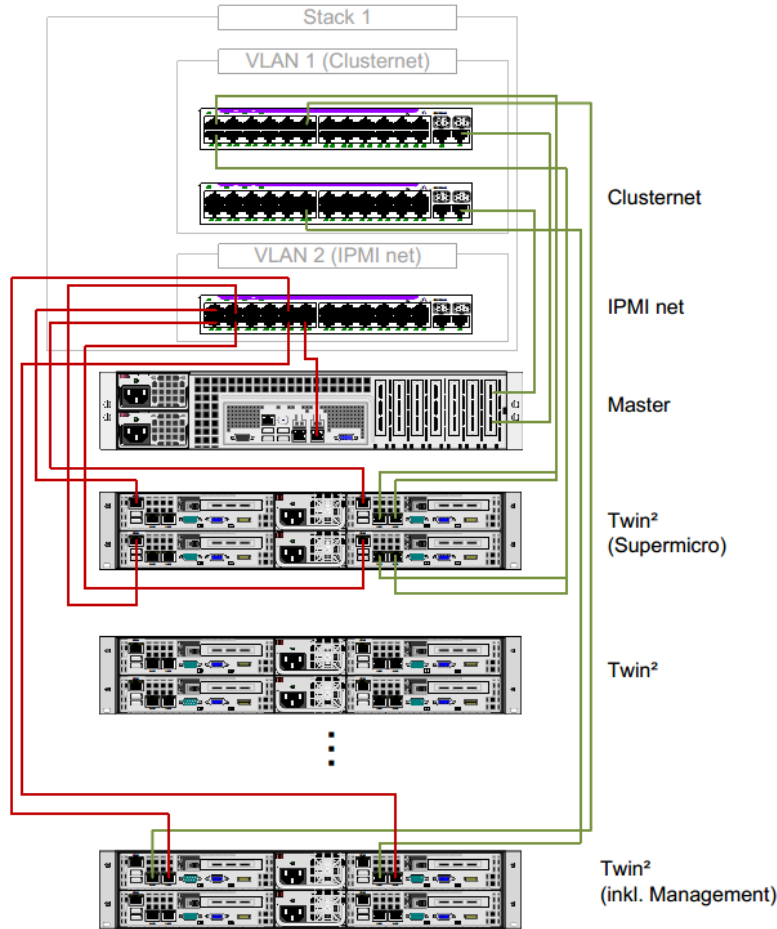 Stack 1
VLAN 1 (Clusternet)
Clusternet
VLAN 2 (IPMI net)
IPMI net
Master
Twin²
(Supermicro)
Twin²
Twin²
(inkl. Management)